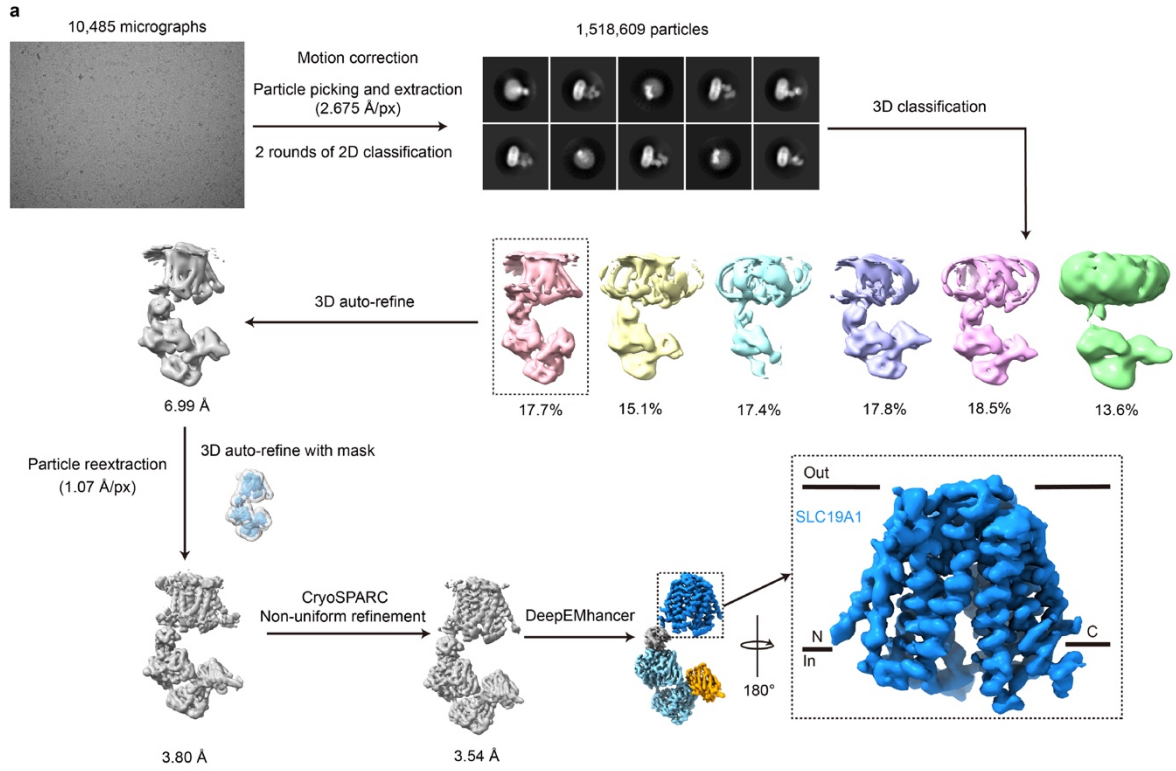 a
10,485 micrographs
1,518,609 particles
Motion correction
Particle picking and extraction
(2.675 Å/px)
2 rounds of 2D classification
3D classification
3D auto-refine
6.99 Å
17.7%
15.1%
17.4%
17.8%
18.5%
13.6%
Particle reextraction
(1.07 Å/px)
3D auto-refine with mask
Out
SLC19A1
CryoSPARC
Non-uniform refinement
DeepEMhancer
N
In
C
180°
3.80 Å
3.54 Å